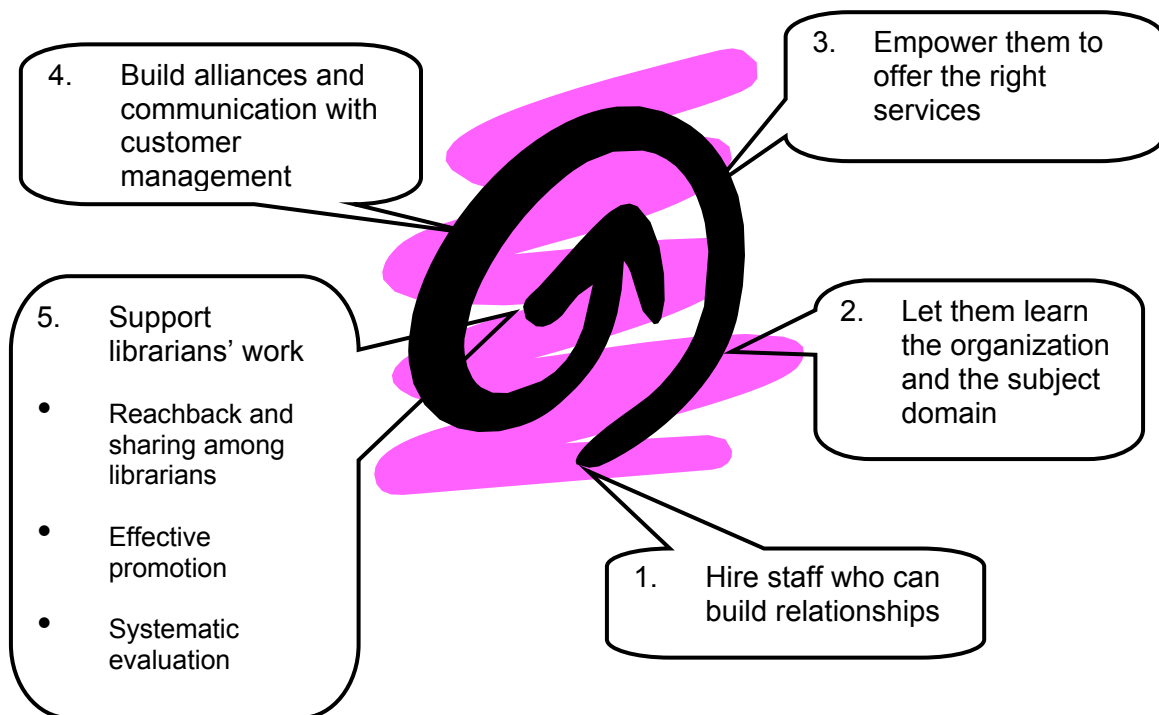 4. Build alliances and
communication with
customer
management
3. Empower them to
offer the right
services
5. Support
librarians’ work
• Reachback and
sharing among
librarians
• Effective
promotion
• Systematic
evaluation
2. Let them learn
the organization
and the subject
domain
1. Hire staff who can
build relationships